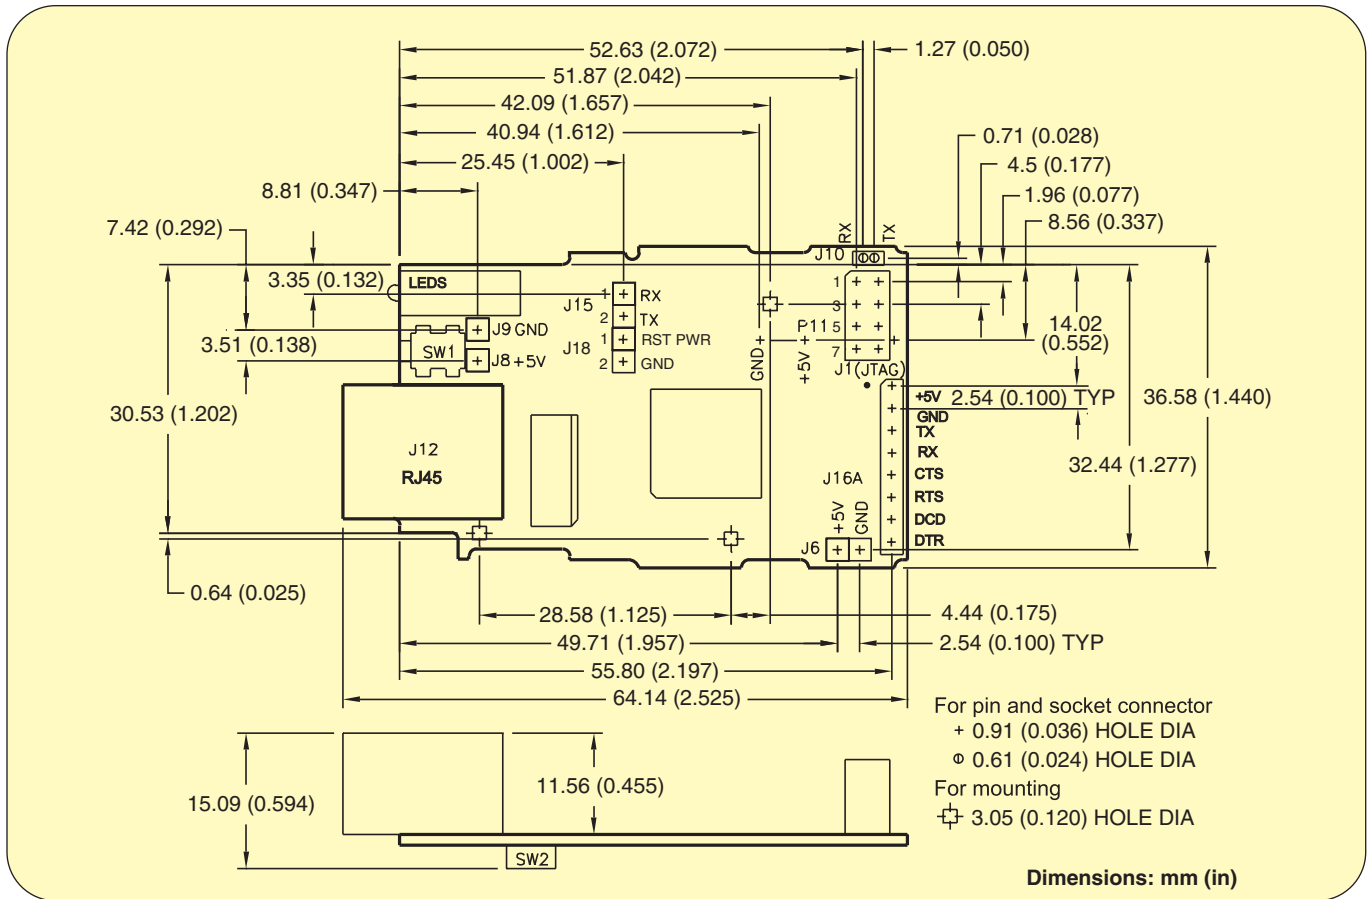 52.63 (2.072)
1.27 (0.050)
51.87 (2.042)
42.09 (1.657)
40.94 (1.612)
0.71 (0.028)
25.45 (1.002)
4.5 (0.177)
8.81 (0.347)
1.96 (0.077)
7.42 (0.292)
8.56 (0.337)
RX
TX
J10
3.35 (0.132)
LEDS
1 RX
J15
2 TX
J18
1 RST PWR
2 GND
J9 GND
J8 +5V
SW1
3.51 (0.138)
1
3
P11 5
7
GND
+5V
J1(JTAG)
14.02
(0.552)
2.54 (0.100) TYP
36.58 (1.440)
30.53 (1.202)
J12
RJ45
+5V
GND
TX
RX
CTS
RTS
DCD
DTR
32.44 (1.277)
J16A
+5V
GND
J6
0.64 (0.025)
28.58 (1.125)
4.44 (0.175)
49.71 (1.957)
2.54 (0.100) TYP
55.80 (2.197)
64.14 (2.525)
For pin and socket connector
+ 0.91 (0.036) HOLE DIA
0.61 (0.024) HOLE DIA
For mounting
3.05 (0.120) HOLE DIA
15.09 (0.594)
11.56 (0.455)
SW2
Dimensions: mm (in)